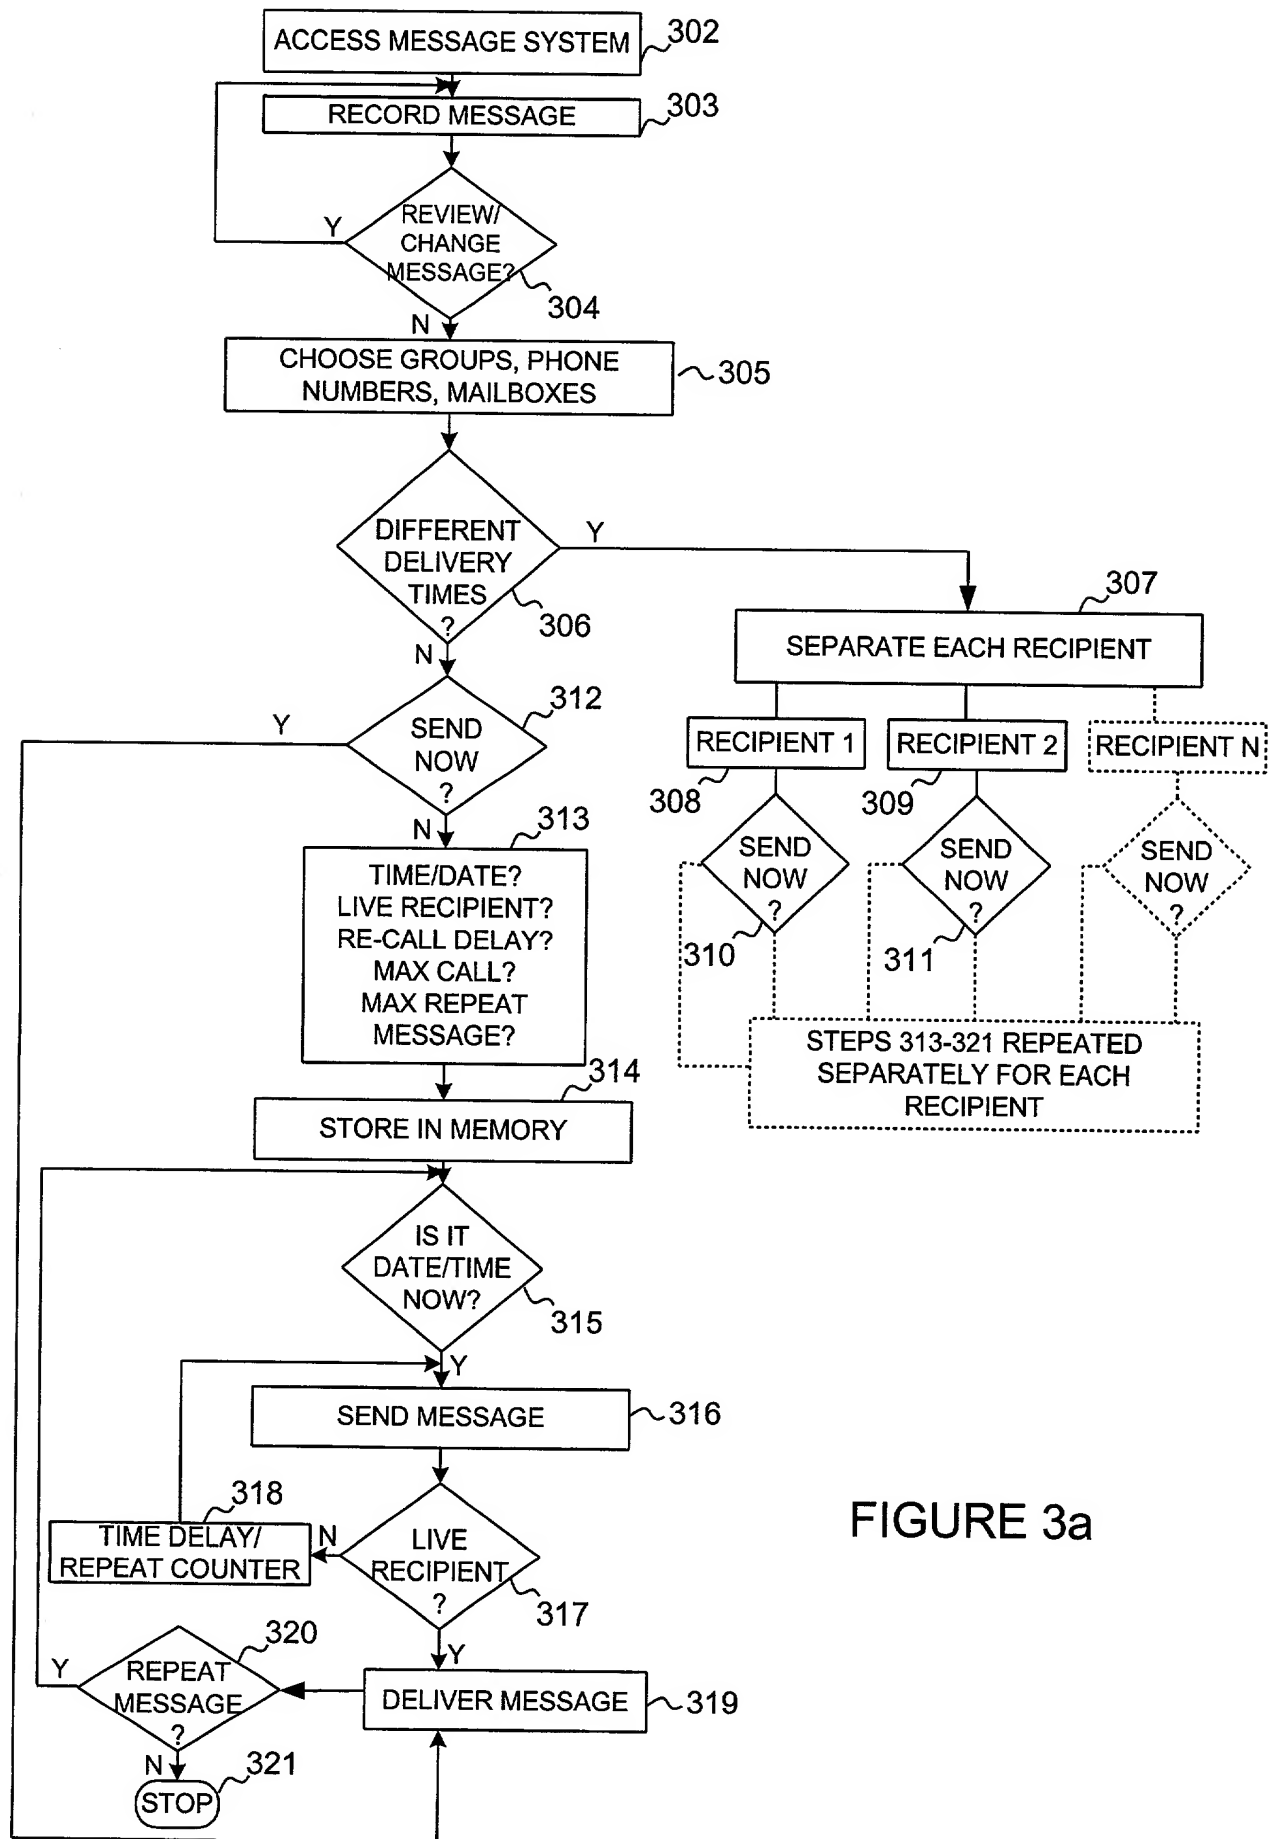 ACCESS MESSAGE SYSTEM
302
RECORD MESSAGE
303
REVIEW/
CHANGE
MESSAGE?
304
Y
N
CHOOSE GROUPS, PHONE
NUMBERS, MAILBOXES
305
DIFFERENT
DELIVERY
TIMES
?
306
Y
N
307
SEPARATE EACH RECIPIENT
RECIPIENT 1
308
RECIPIENT 2
309
RECIPIENT N
SEND
NOW
?
310
SEND
NOW
?
311
SEND
NOW
?
STEPS 313-321 REPEATED
SEPARATELY FOR EACH
RECIPIENT
312
SEND
NOW
?
Y
N
313
TIME/DATE?
LIVE RECIPIENT?
RE-CALL DELAY?
MAX CALL?
MAX REPEAT
MESSAGE?
314
STORE IN MEMORY
IS IT
DATE/TIME
NOW?
315
Y
SEND MESSAGE
316
LIVE
RECIPIENT
?
317
N
318
TIME DELAY/
REPEAT COUNTER
Y
DELIVER MESSAGE
319
320
REPEAT
MESSAGE
?
Y
N
321
STOP
FIGURE 3a